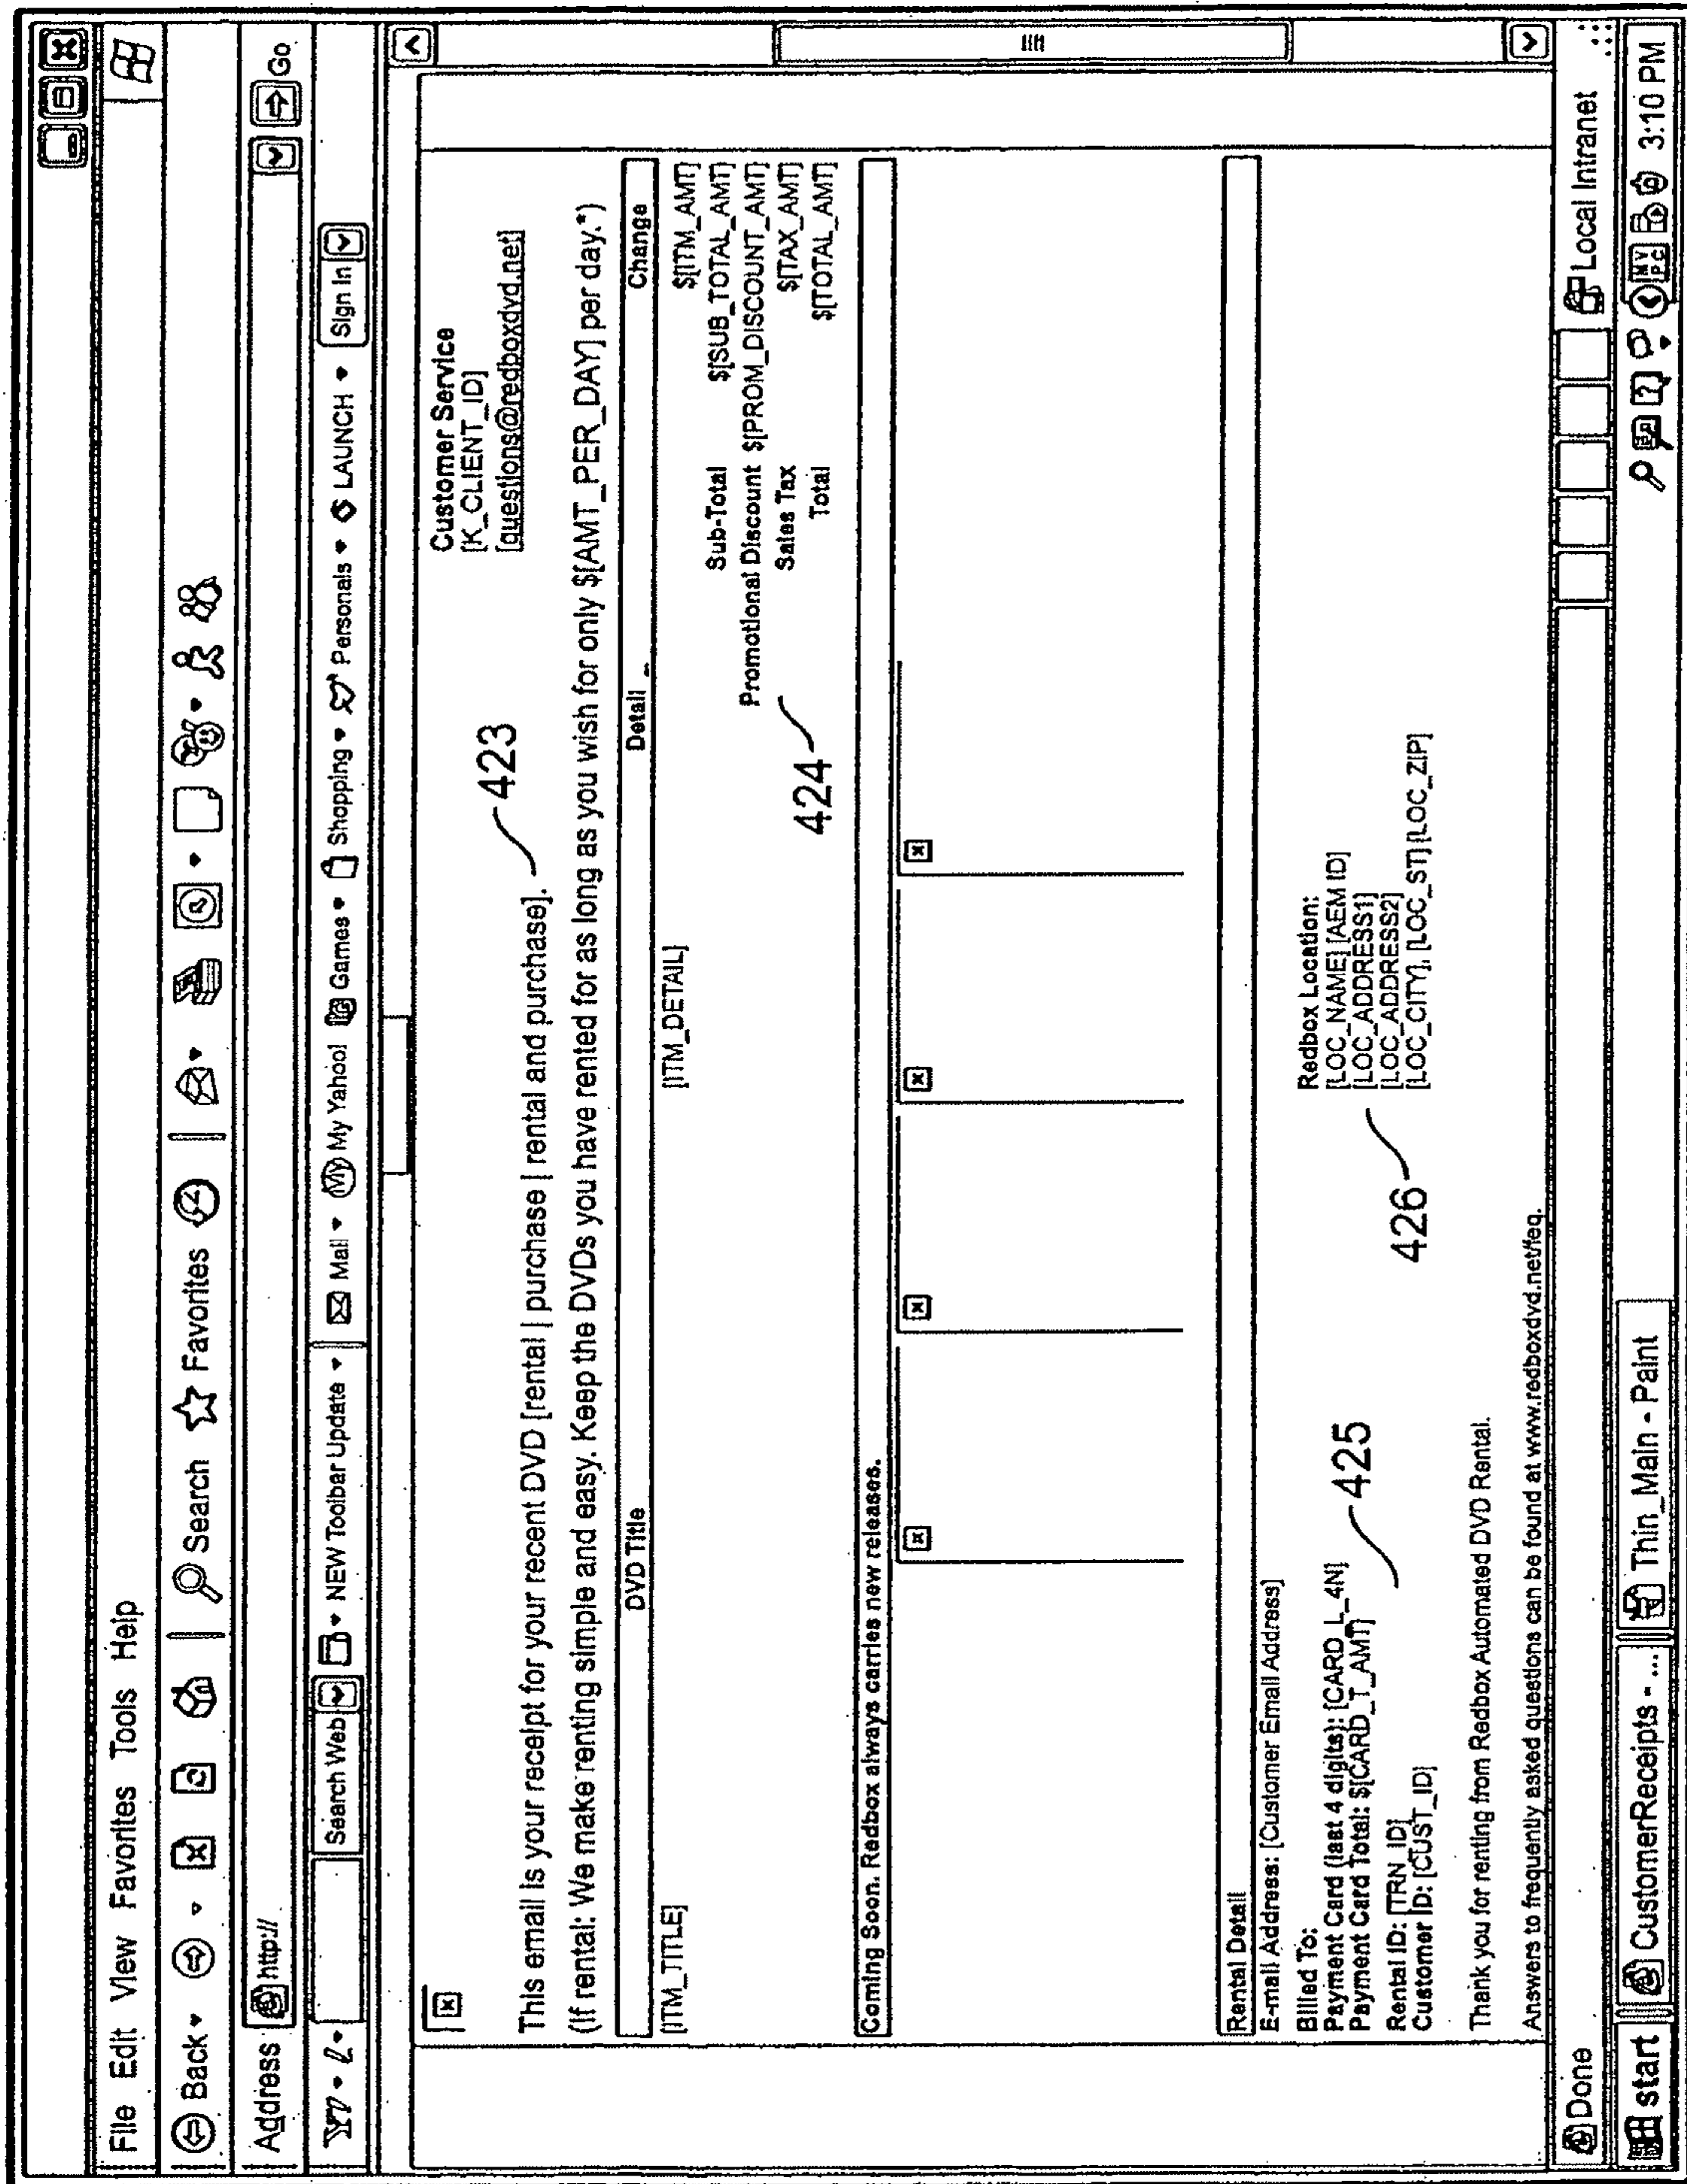 File Edit View Favorites Tools Help
Back Search Favorites
Address http:// Go
Search Web NEW Toolbar Update Mail My Yahoo! Games Shopping Personals LAUNCH Sign In
Customer Service
[K_CLIENT_ID]
[questions@redboxdvd.net]
This email is your receipt for your recent DVD [rental | purchase | rental and purchase]. 423
(If rental: We make renting simple and easy. Keep the DVDs you have rented for as long as you wish for only $[AMT_PER_DAY] per day.*)
DVD Title Detail Change
[ITM_TITLE] [ITM_DETAIL] $[ITM_AMT]
Sub-Total $[SUB_TOTAL_AMT]
Promotional Discount $[PROM_DISCOUNT_AMT]
Sales Tax $[TAX_AMT]
424 Total $[TOTAL_AMT]
Coming Soon. Redbox always carries new releases.
Rental Detail
E-mail Address: [Customer Email Address]
Billed To:
Payment Card (last 4 digits): [CARD_L_4N]
Payment Card Total: $[CARD_T_AMT]
425
Rental ID: [TRN_ID]
Customer ID: [CUST_ID]
Redbox Location:
[LOC_NAME] [AEM ID]
[LOC_ADDRESS1]
[LOC_ADDRESS2]
[LOC_CITY], [LOC_ST] [LOC_ZIP]
426
Thank you for renting from Redbox Automated DVD Rental.
Answers to frequently asked questions can be found at www.redboxdvd.net/feq.
Done Local Intranet
start CustomerReceipts - ... Thin_Main - Paint MY PC 3:10 PM